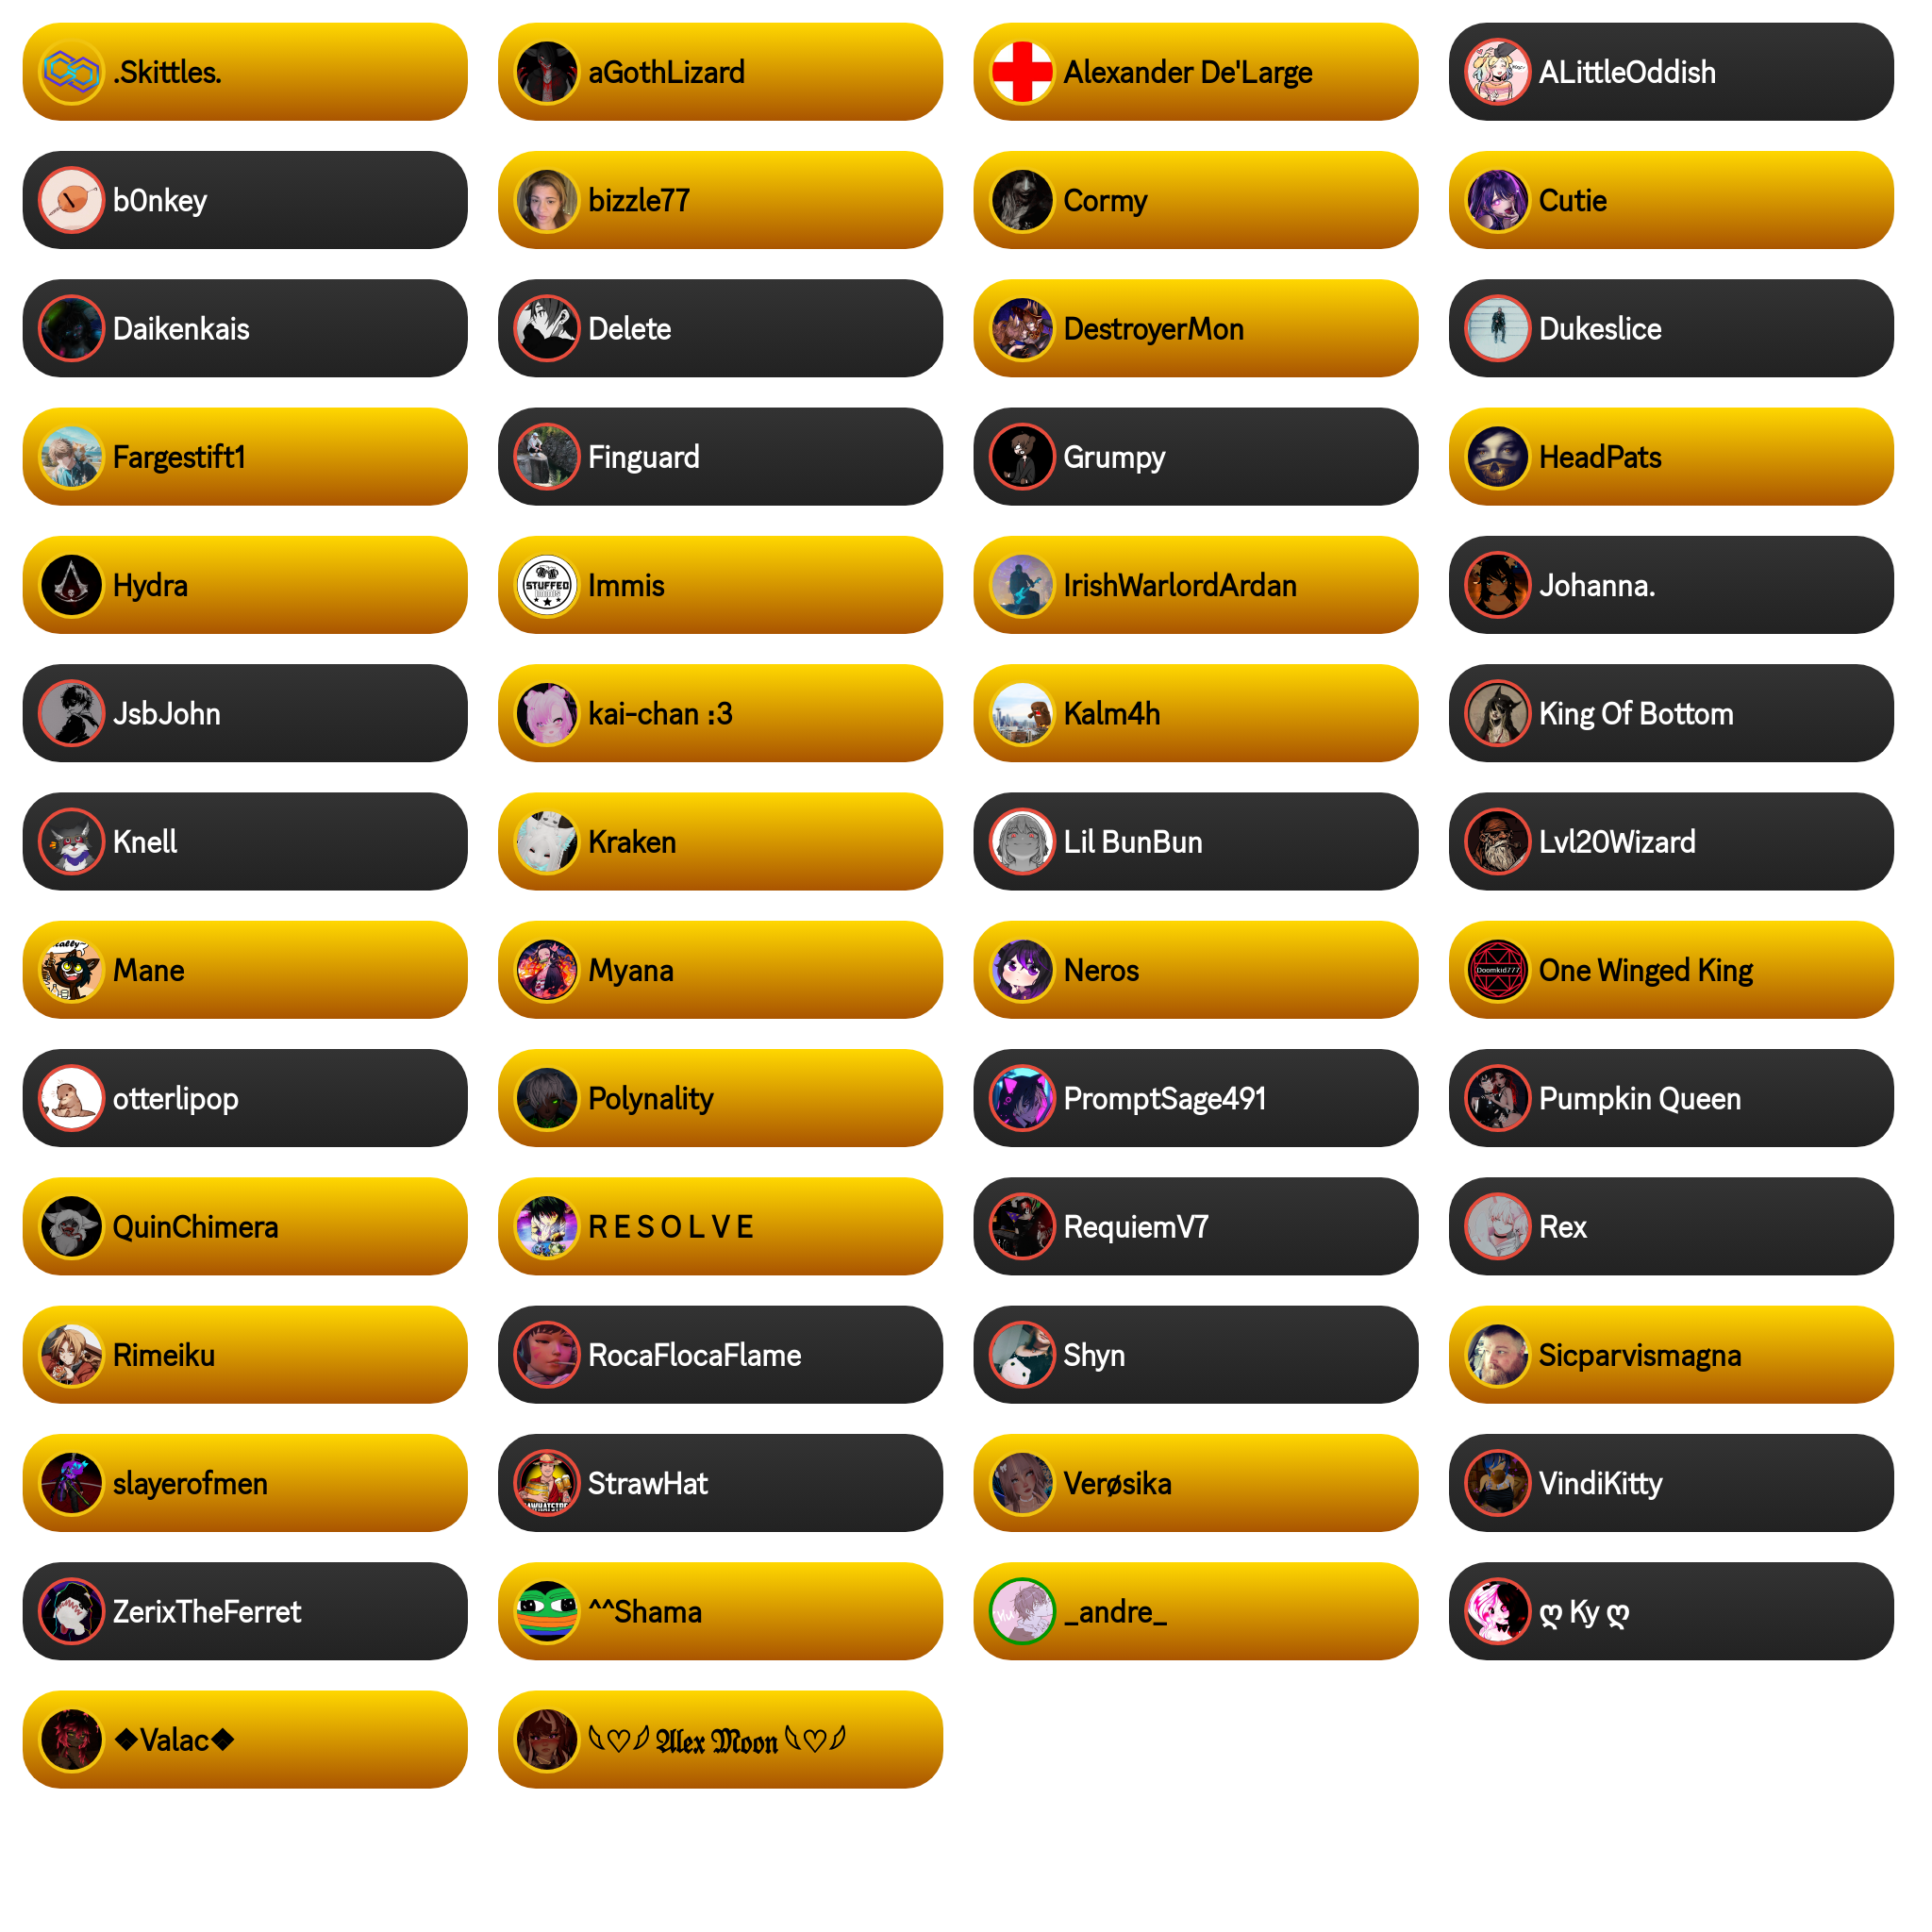 .Skittles.
aGothLizard
Alexander De'Large
ALittleOddish
b0nkey
bizzle77
Cormy
Cutie
Daikenkais
Delete
DestroyerMon
Dukeslice
Fargestift1
Finguard
Grumpy
HeadPats
Hydra
STUFFED
Immis
IrishWarlordArdan
Johanna.
JsbJohn
kai-chan :3
Kalm4h
King Of Bottom
Knell
Kraken
Lil BunBun
Lvl20Wizard
Mane
Myana
Neros
Doomkid777
One Winged King
otterlipop
Polynality
PromptSage491
Pumpkin Queen
QuinChimera
R E S O L V E
RequiemV7
Rex
Rimeiku
RocaFlocaFlame
Shyn
Sicparvismagna
slayerofmen
StrawHat
Verøsika
VindiKitty
ZerixTheFerret
^^Shama
_andre_
ღ Ky ღ
❖Valac❖
𓆩♡𓆪 𝕬𝖑𝖊𝖝 𝕸𝖔𝖔𝖓 𓆩♡𓆪